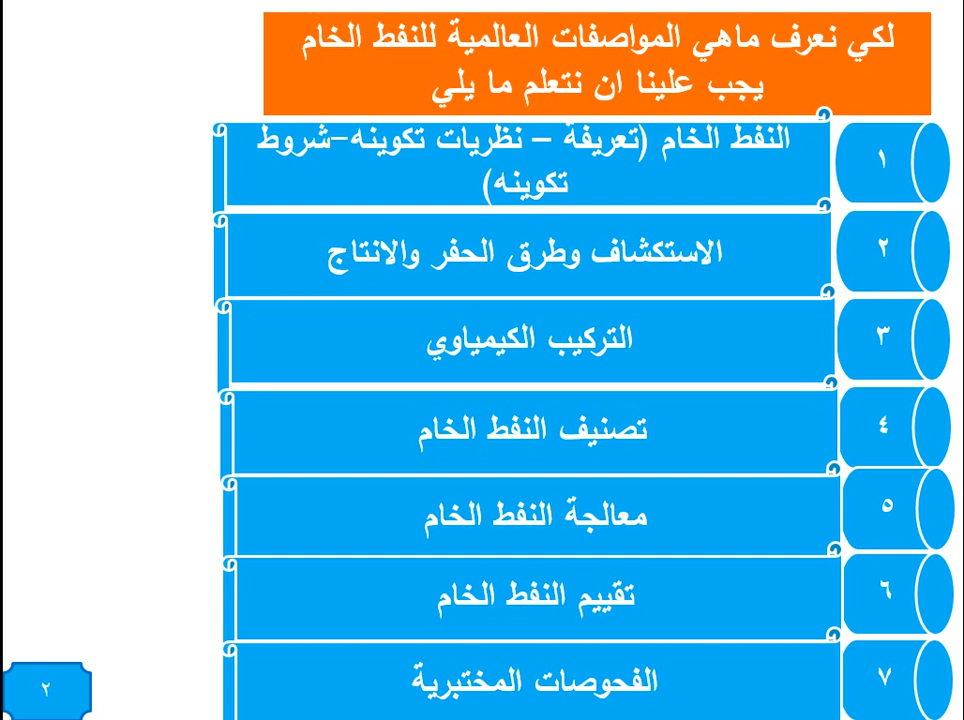 لكي نعرف ماهي المواصفات العالمية للنفط الخام
يجب علينا ان نتعلم ما يلي
١
النفط الخام (تعريفة – نظريات تكوينه-شروط
تكوينه)
٢
الاستكشاف وطرق الحفر والانتاج
٣
التركيب الكيمياوي
٤
تصنيف النفط الخام
٥
معالجة النفط الخام
٦
تقييم النفط الخام
٧
الفحوصات المختبرية
٢